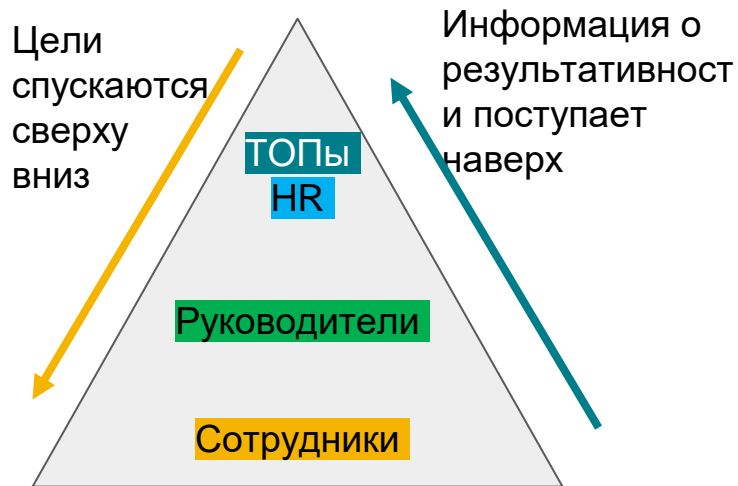 Цели
спускаются
сверху
вниз
Информация о
результативност
и поступает
наверх
ТОПы
HR
Руководители
Сотрудники